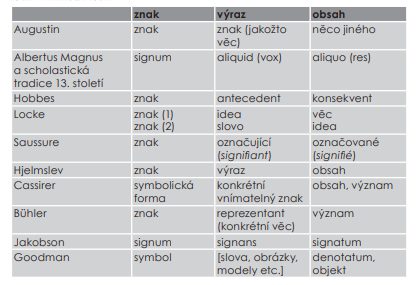 znak výraz obsah
Augustin znak znak (jakožto něco jiného
věc)
Albertus Magnus signum aliquid (vox) aliquo (res)
a scholastická
tradice 13. století
Hobbes znak antecedent konsekvent
Locke znak (1) idea věc
znak (2) slovo idea
Saussure znak označující označované
(signifiant) (signifié)
Hjelmslev znak výraz obsah
Cassirer symbolická konkrétní obsah, význam
forma vnímatelný znak
Bühler znak reprezentant význam
(konkrétní věc)
Jakobson signum signans signatum
Goodman symbol [slova, obrázky, denotatum,
modely etc.] objekt